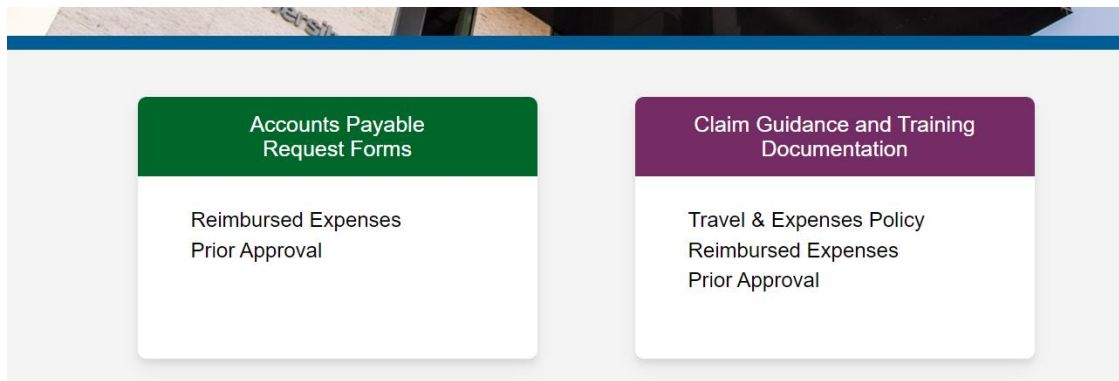 Accounts Payable
Request Forms
Reimbursed Expenses
Prior Approval
Claim Guidance and Training
Documentation
Travel & Expenses Policy
Reimbursed Expenses
Prior Approval